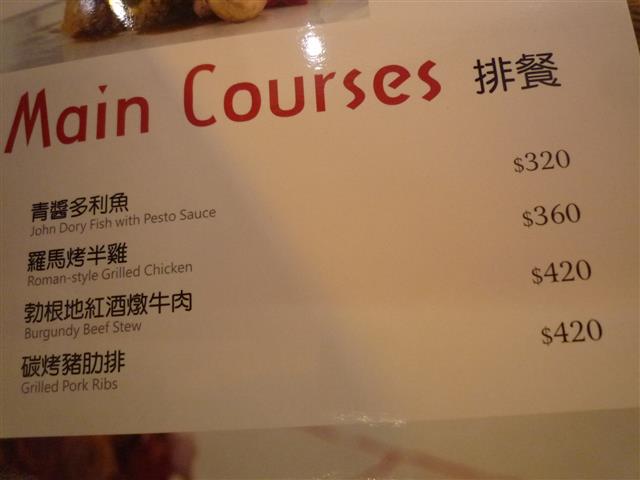 Main Courses 排餐
青醬多利魚 $320
John Dory Fish with Pesto Sauce
羅馬烤半雞 $360
Roman-style Grilled Chicken
勃根地紅酒燉牛肉 $420
Burgundy Beef Stew
碳烤豬肋排 $420
Grilled Pork Ribs